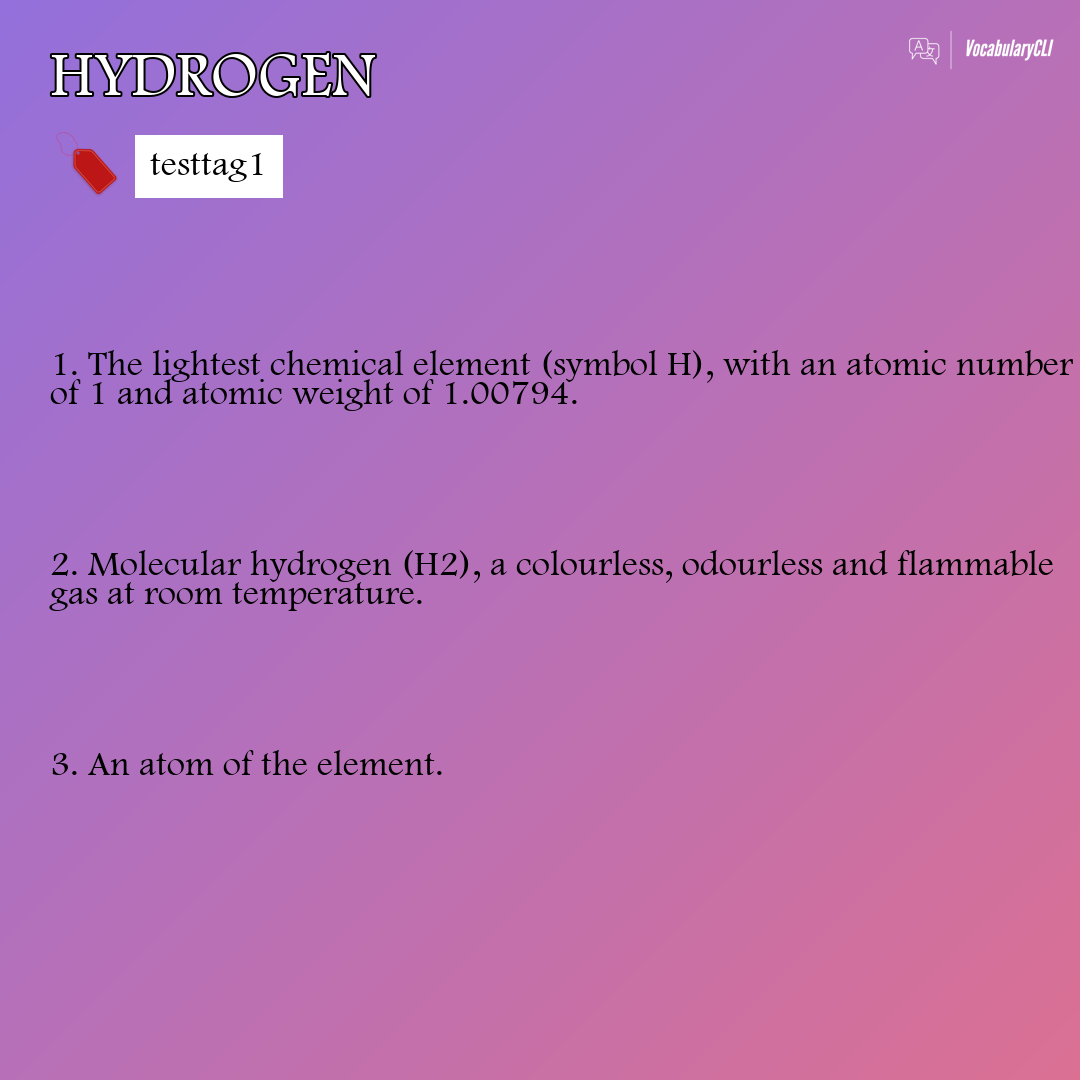 HYDROGEN
VocabularyCLI
testtag1
1. The lightest chemical element (symbol H), with an atomic number
of 1 and atomic weight of 1.00794.
2. Molecular hydrogen (H2), a colourless, odourless and flammable
gas at room temperature.
3. An atom of the element.